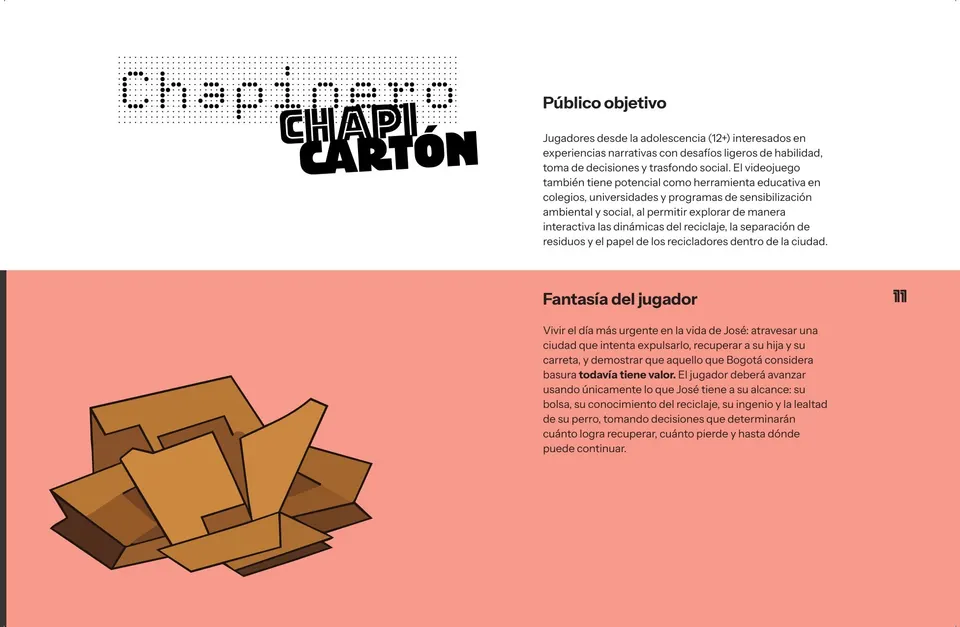 Chapinero
CHAPI
CARTÓN
Público objetivo
Jugadores desde la adolescencia (12+) interesados en
experiencias narrativas con desafíos ligeros de habilidad,
toma de decisiones y trasfondo social. El videojuego
también tiene potencial como herramienta educativa en
colegios, universidades y programas de sensibilización
ambiental y social, al permitir explorar de manera
interactiva las dinámicas del reciclaje, la separación de
residuos y el papel de los recicladores dentro de la ciudad.
Fantasía del jugador
11
Vivir el día más urgente en la vida de José: atravesar una
ciudad que intenta expulsarlo, recuperar a su hija y su
carreta, y demostrar que aquello que Bogotá considera
basura todavía tiene valor. El jugador deberá avanzar
usando únicamente lo que José tiene a su alcance: su
bolsa, su conocimiento del reciclaje, su ingenio y la lealtad
de su perro, tomando decisiones que determinarán
cuánto logra recuperar, cuánto pierde y hasta dónde
puede continuar.